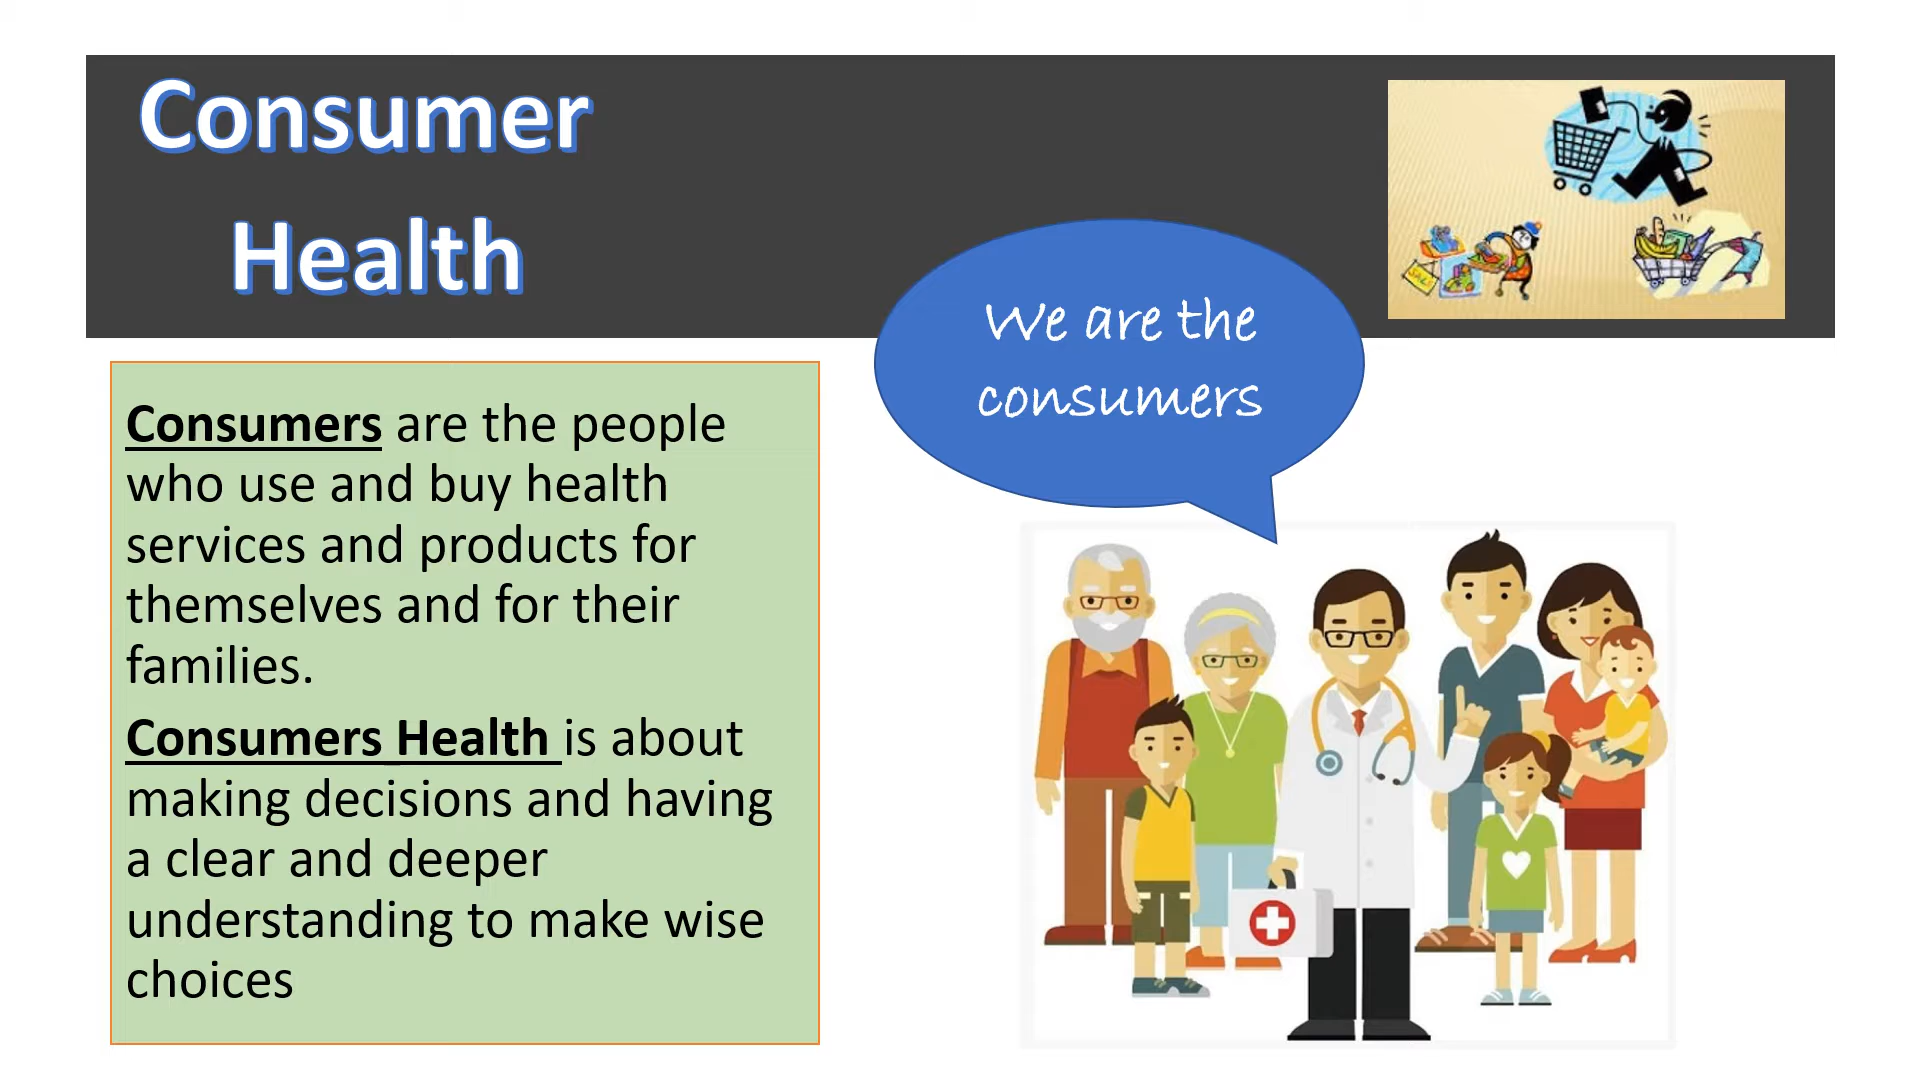 Consumer
Health
We are the
consumers
Consumers are the people
who use and buy health
services and products for
themselves and for their
families.
Consumers Health is about
making decisions and having
a clear and deeper
understanding to make wise
choices
SALE